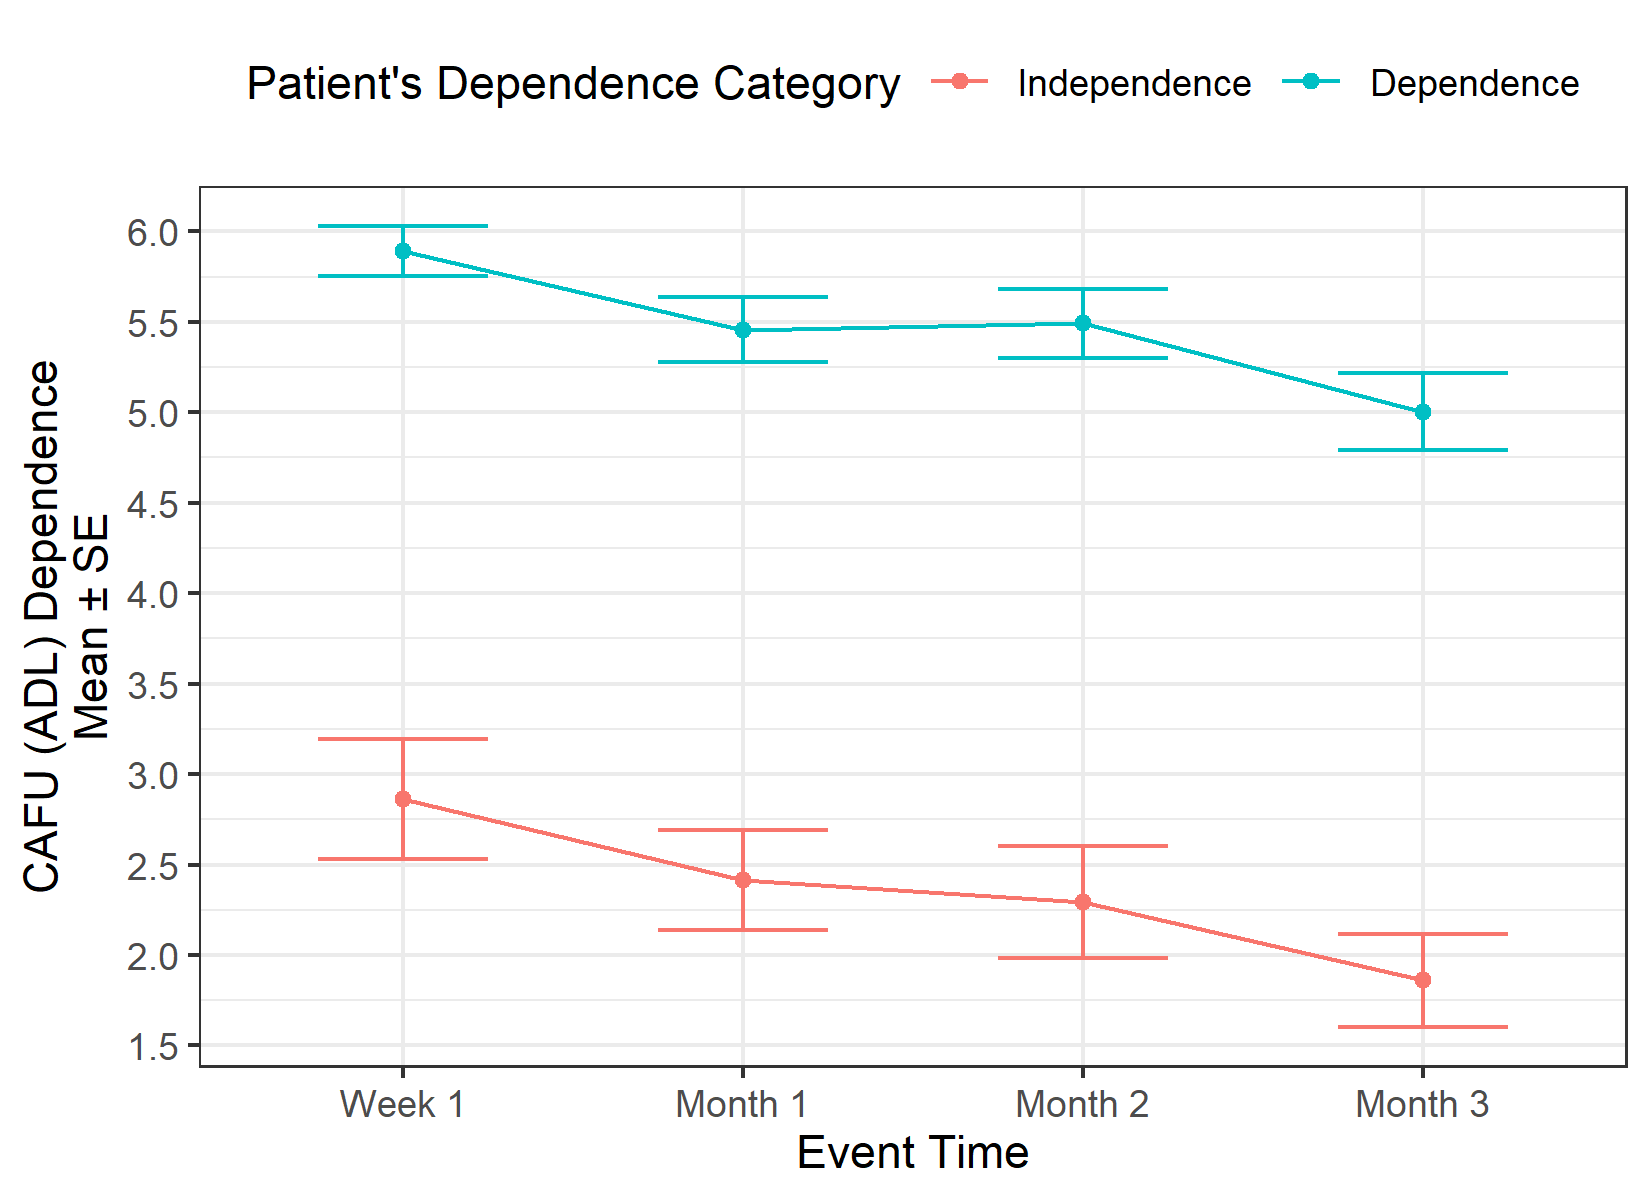 Patient's Dependence Category Independence Dependence
CAFU (ADL) Dependence
Mean ± SE
6.0
5.5
5.0
4.5
4.0
3.5
3.0
2.5
2.0
1.5
Week 1 Month 1 Month 2 Month 3
Event Time